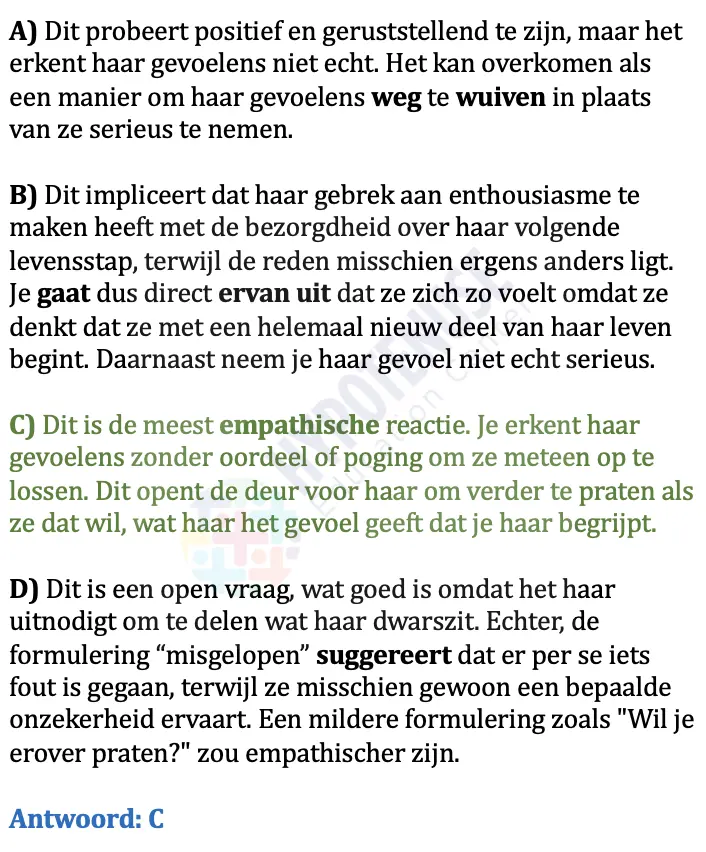 A) Dit probeert positief en geruststellend te zijn, maar het
erkent haar gevoelens niet echt. Het kan overkomen als
een manier om haar gevoelens weg te wuiven in plaats
van ze serieus te nemen.
B) Dit impliceert dat haar gebrek aan enthousiasme te
maken heeft met de bezorgdheid over haar volgende
levensstap, terwijl de reden misschien ergens anders ligt.
Je gaat dus direct ervan uit dat ze zich zo voelt omdat ze
denkt dat ze met een helemaal nieuw deel van haar leven
begint. Daarnaast neem je haar gevoel niet echt serieus.
C) Dit is de meest empathische reactie. Je erkent haar
gevoelens zonder oordeel of poging om ze meteen op te
lossen. Dit opent de deur voor haar om verder te praten als
ze dat wil, wat haar het gevoel geeft dat je haar begrijpt.
D) Dit is een open vraag, wat goed is omdat het haar
uitnodigt om te delen wat haar dwarszit. Echter, de
formulering “misgelopen” suggereert dat er per se iets
fout is gegaan, terwijl ze misschien gewoon een bepaalde
onzekerheid ervaart. Een mildere formulering zoals "Wil je
erover praten?" zou empathischer zijn.
Antwoord: C
HYPOTENUSE
Education Center